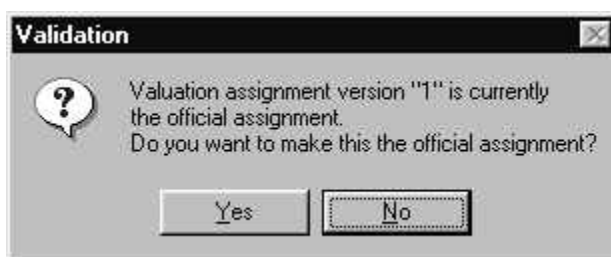 Validation
Valuation assignment version "1" is currently
the official assignment.
Do you want to make this the official assignment?
Yes
No